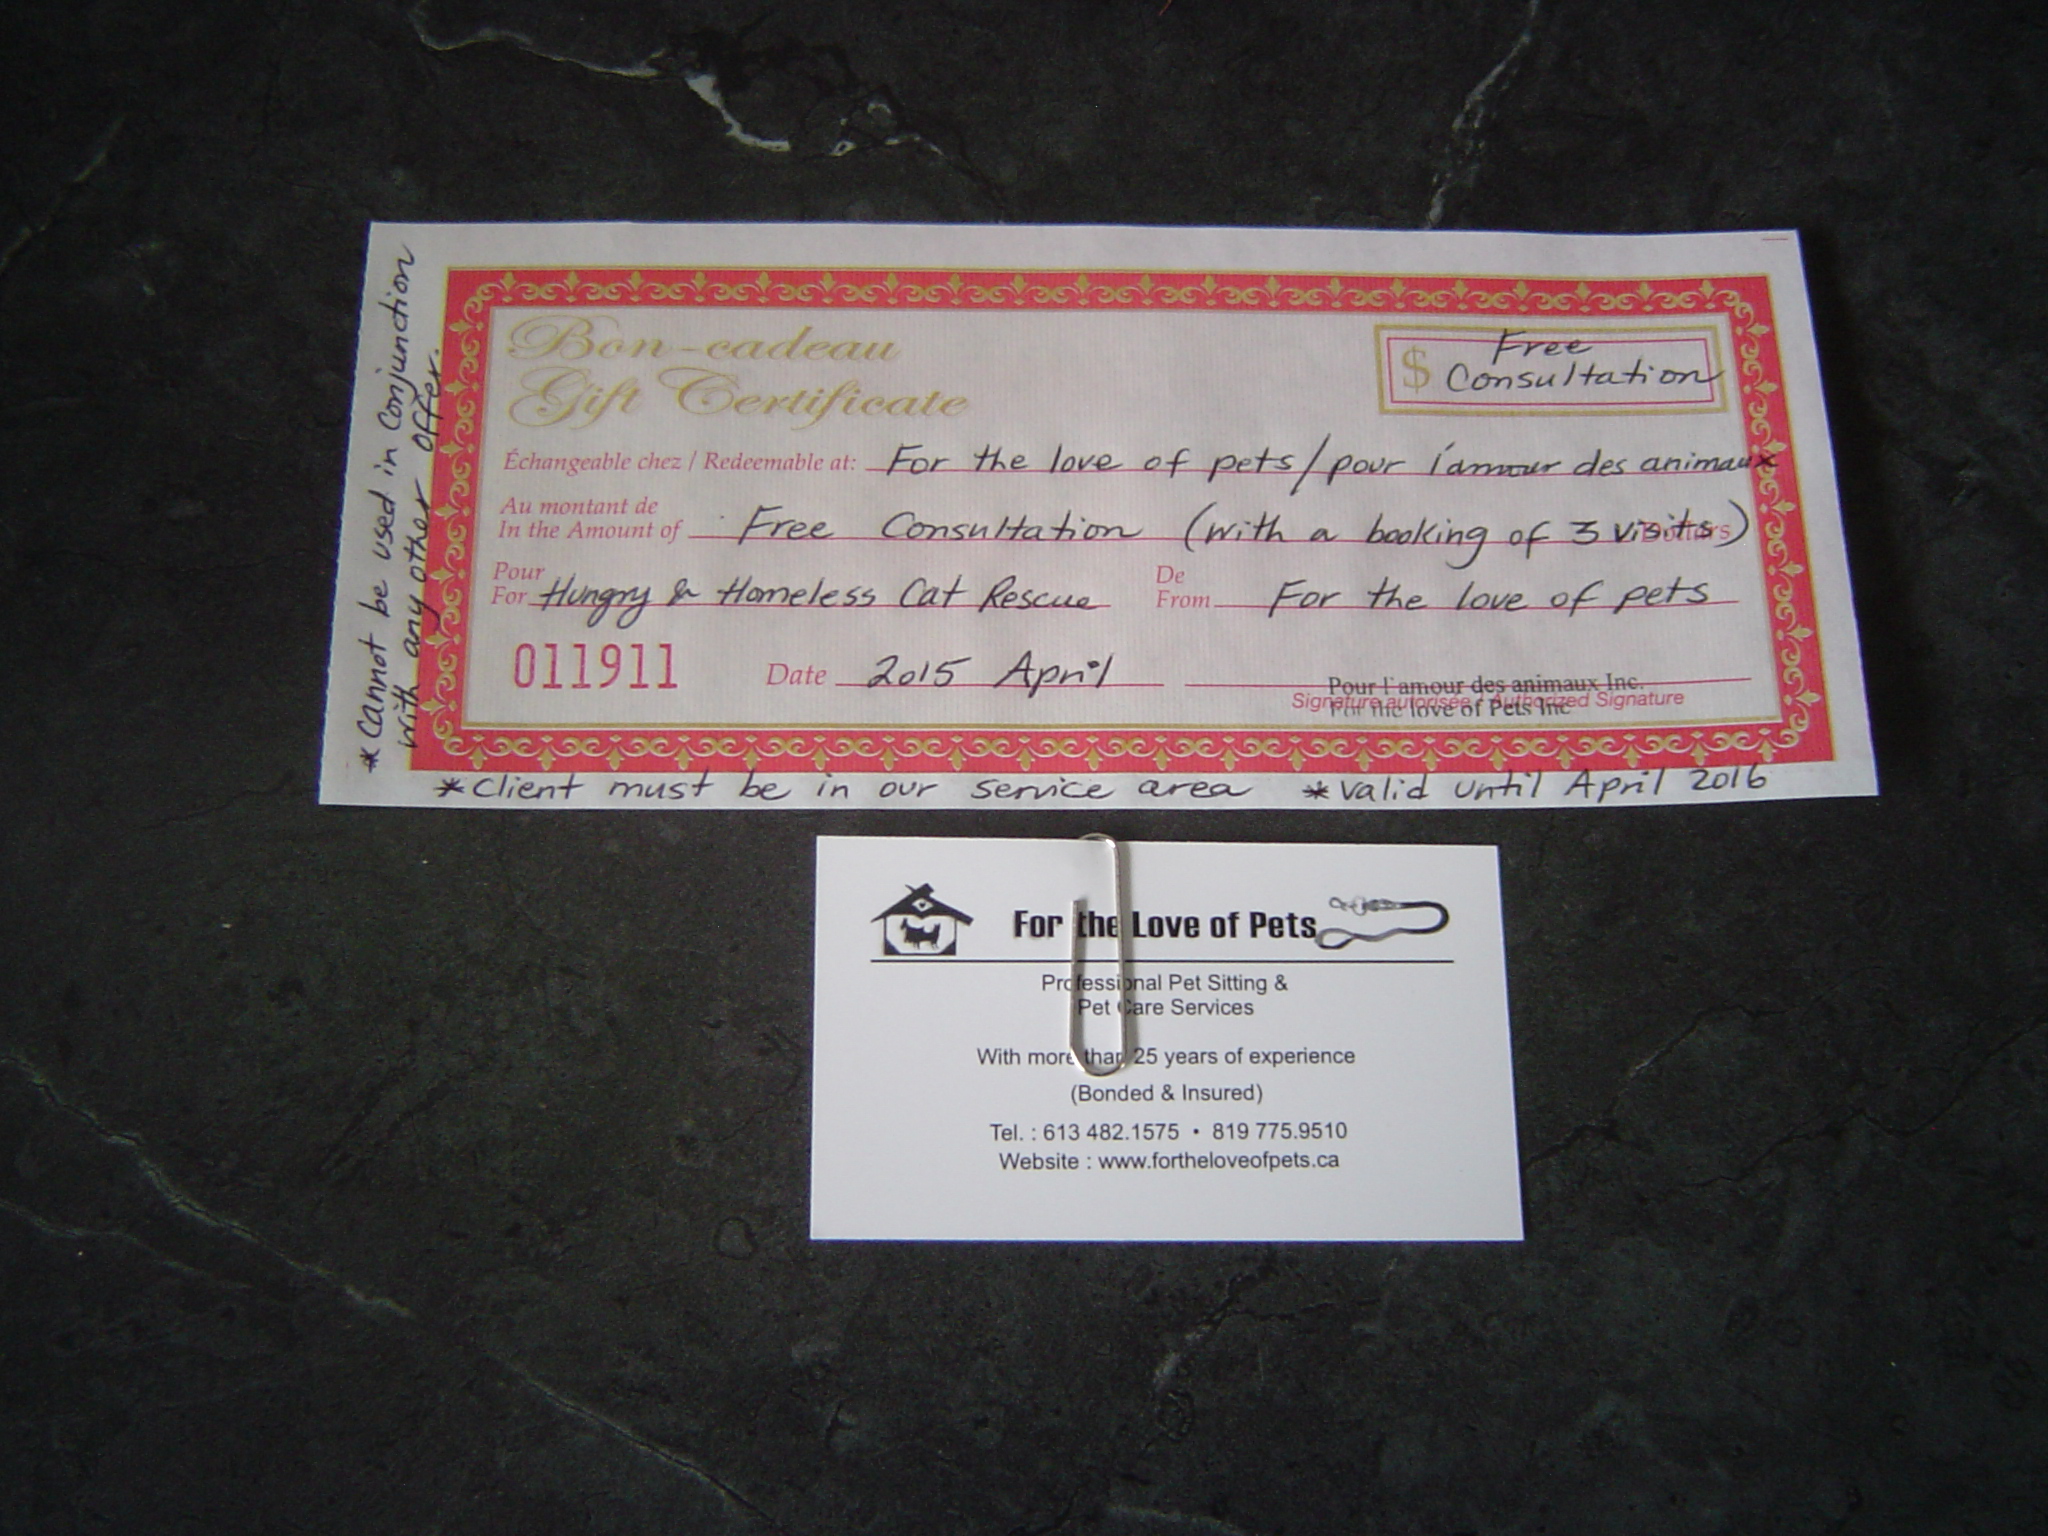 *Cannot be used in Conjunction
with any other offer.
Bon-cadeau
Gift Certificate
$ Free
Consultation
Échangeable chez / Redeemable at: For the love of pets/pour l'amour des animaux
Au montant de
In the Amount of Free Consultation (with a booking of 3 visits) Dollars
Pour
For Hungry & Homeless Cat Rescue
De
From For the love of pets
011911
Date 2015 April
Pour l'amour des animaux Inc.
Signature autorisée / Authorized Signature
For the love of Pets Inc
*Client must be in our service area *valid until April 2016
For the Love of Pets
Professional Pet Sitting &
Pet Care Services
With more than 25 years of experience
(Bonded & Insured)
Tel. : 613 482.1575 • 819 775.9510
Website : www.fortheloveofpets.ca